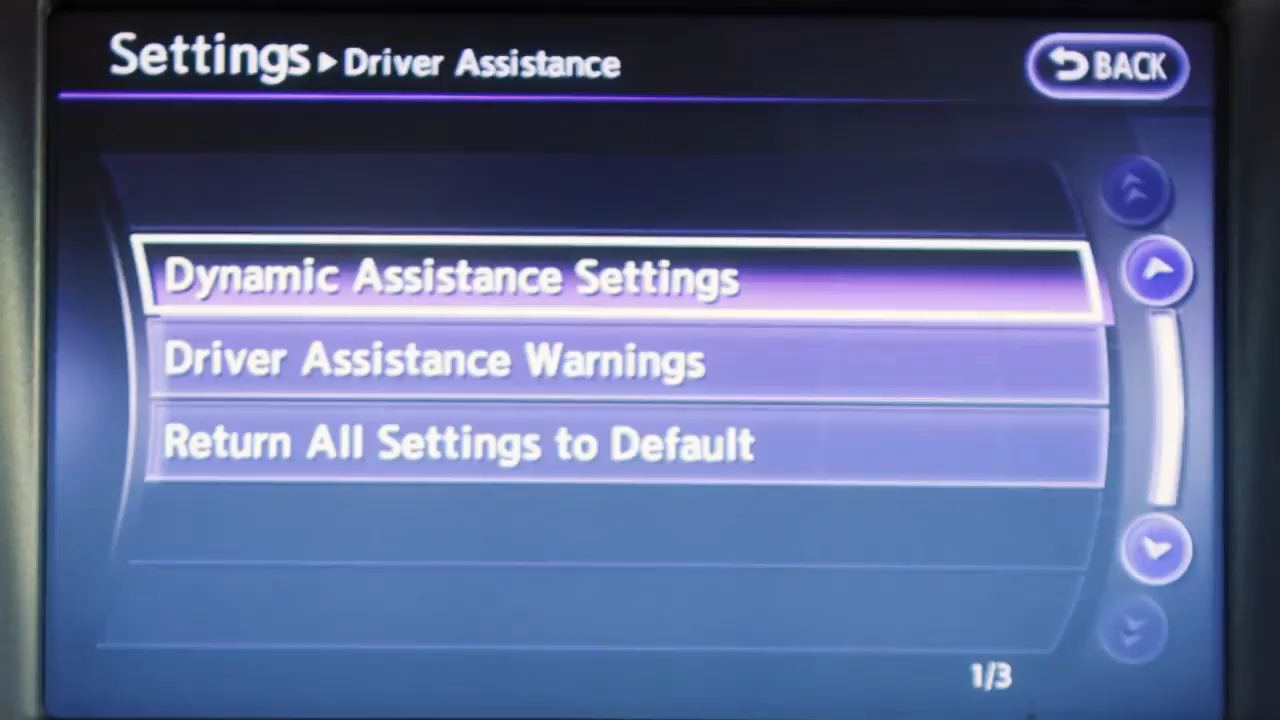 Settings ▸ Driver Assistance
BACK
Dynamic Assistance Settings
Driver Assistance Warnings
Return All Settings to Default
1/3